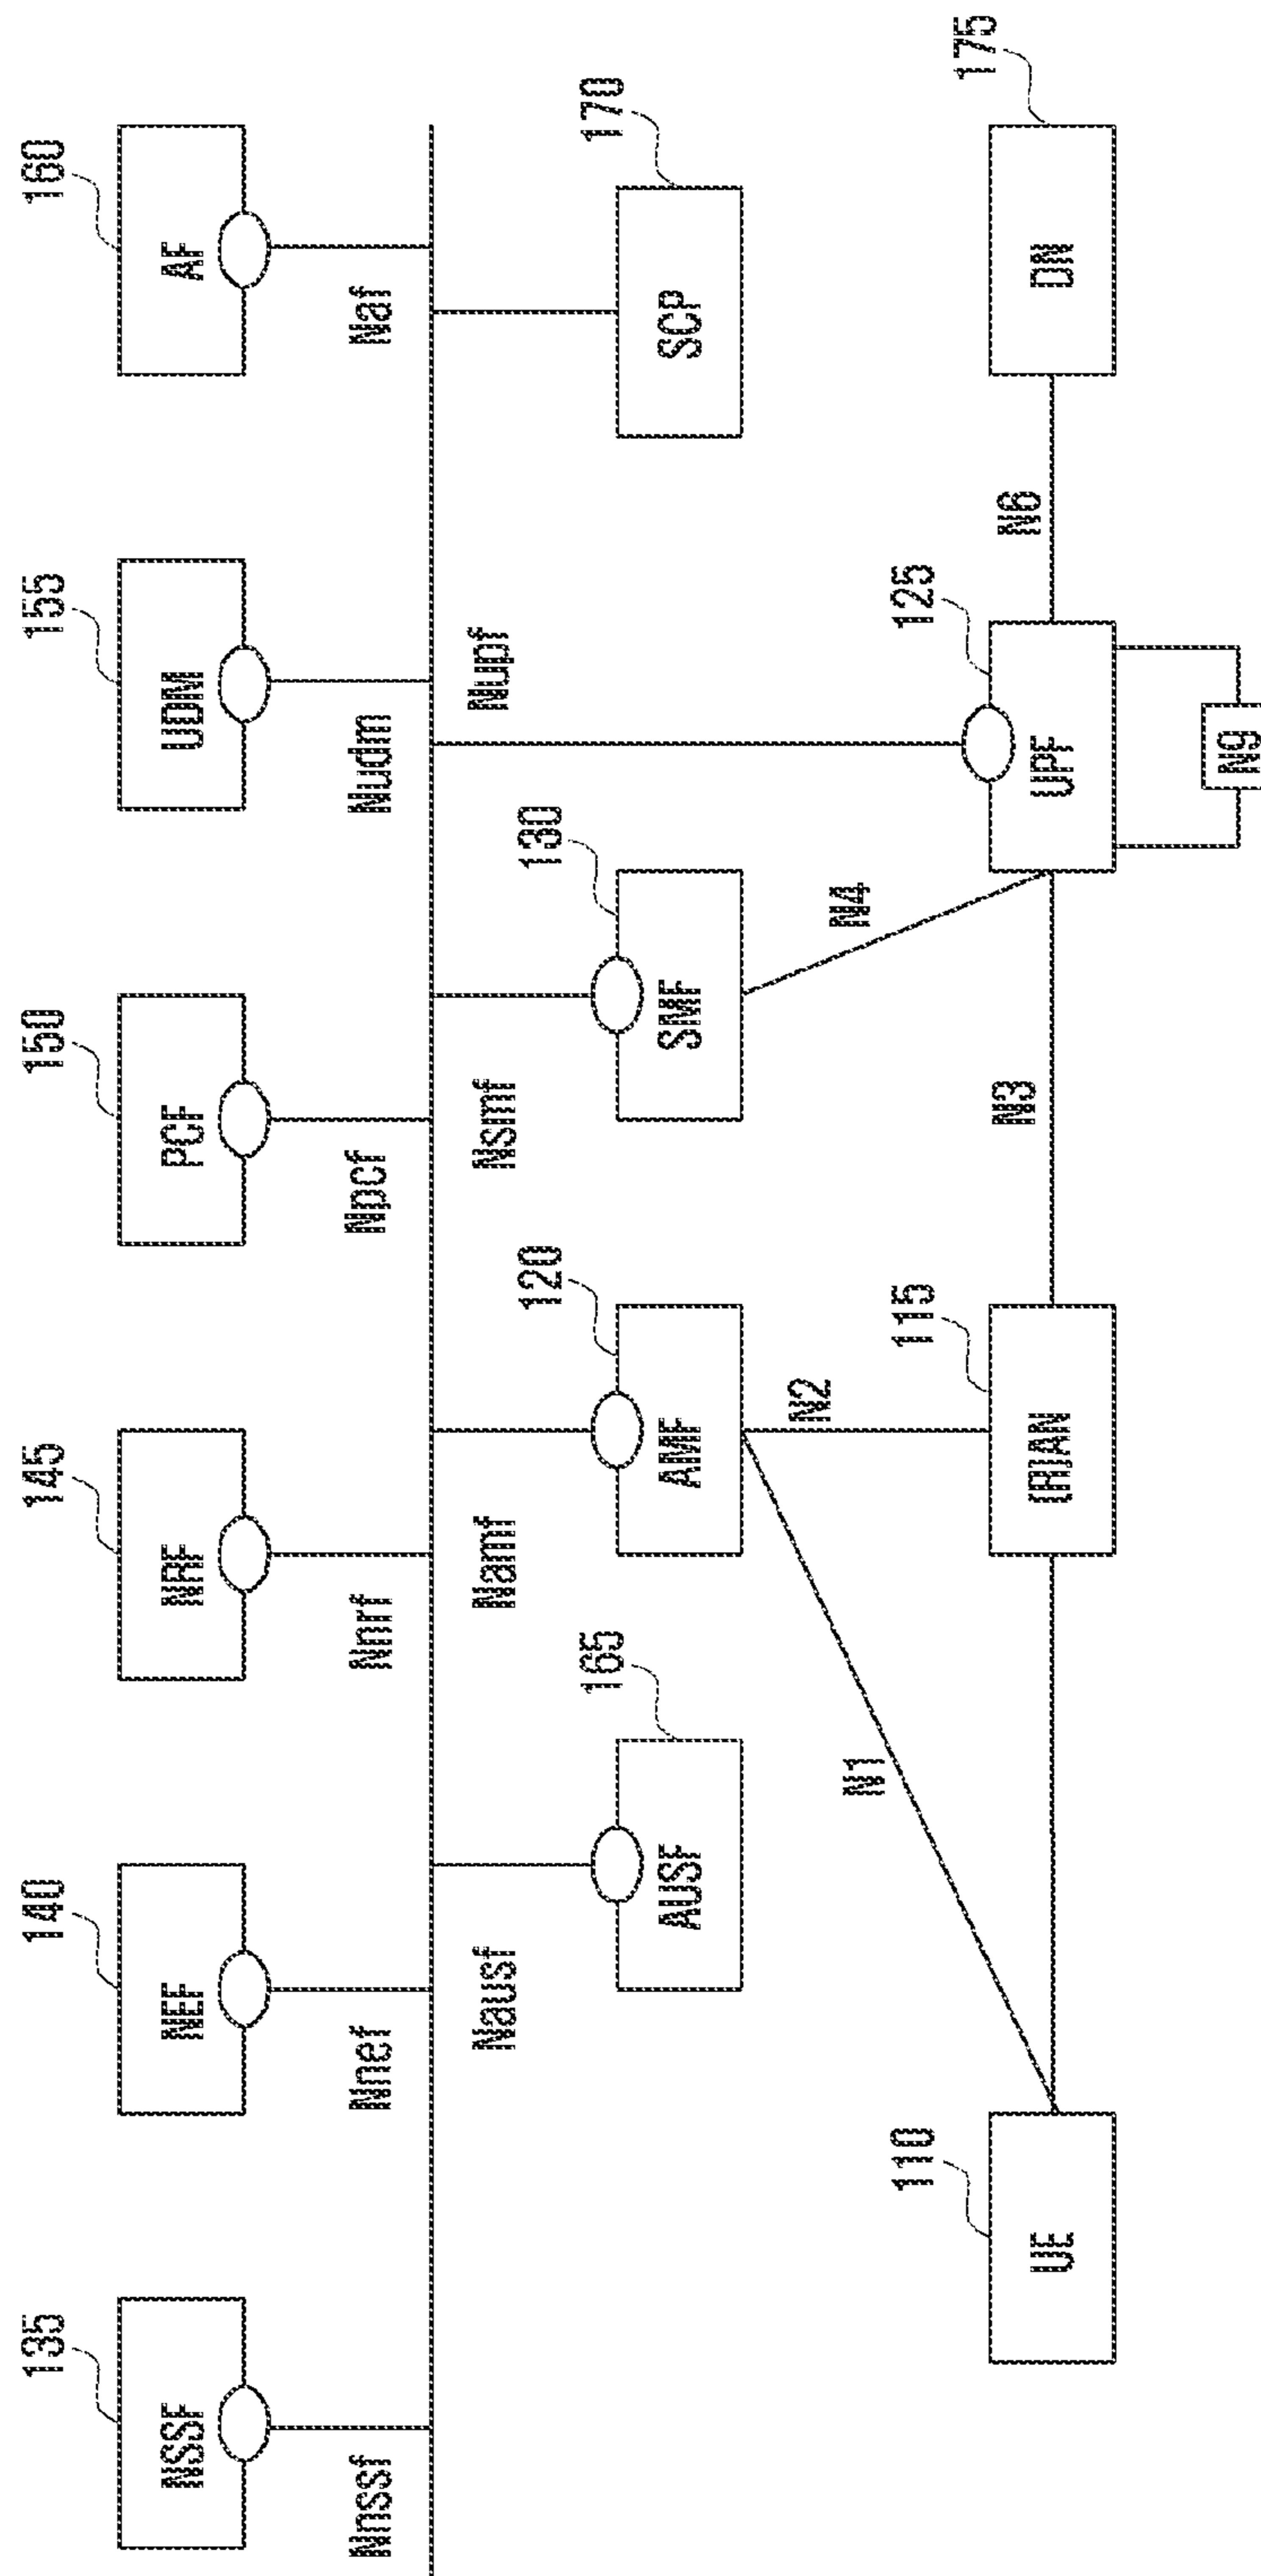 135
140
145
150
155
160
NSSF
NEF
NRF
PCF
UDM
AF
Nnssf
Nnef
Nnrf
Npcf
Nudm
Naf
Nausf
Namf
Nsmf
Nupf
165
120
130
170
AUSF
AMF
SMF
SCP
N1
N2
N4
110
115
125
175
N3
N6
UE
(R)AN
UPF
DN
N9